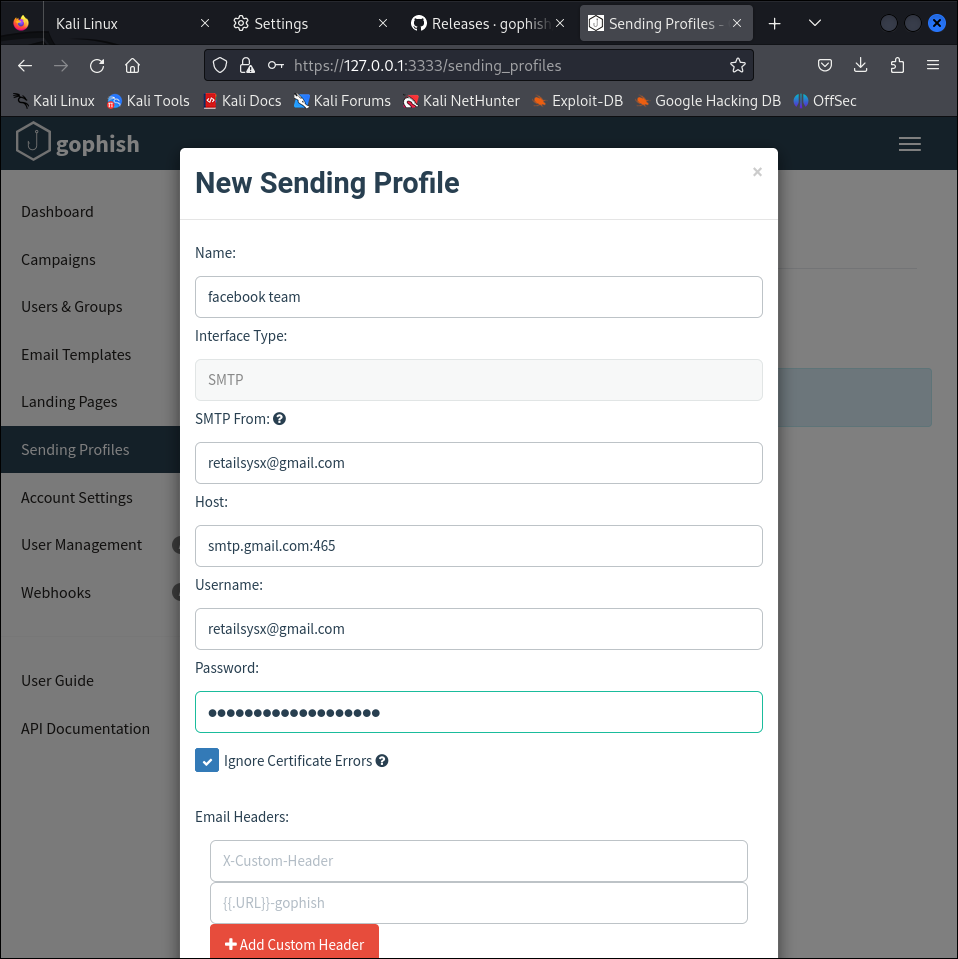 Kali Linux
Settings
Releases · gophish
Sending Profiles -
https://127.0.0.1:3333/sending_profiles
Kali Linux
Kali Tools
Kali Docs
Kali Forums
Kali NetHunter
Exploit-DB
Google Hacking DB
OffSec
gophish
New Sending Profile
×
Dashboard
Campaigns
Users & Groups
Email Templates
Landing Pages
Sending Profiles
Account Settings
User Management
Webhooks
User Guide
API Documentation
Name:
facebook team
Interface Type:
SMTP
SMTP From:
retailsysx@gmail.com
Host:
smtp.gmail.com:465
Username:
retailsysx@gmail.com
Password:
●●●●●●●●●●●●●●●●●●●
Ignore Certificate Errors
Email Headers:
X-Custom-Header
{{.URL}}-gophish
+ Add Custom Header